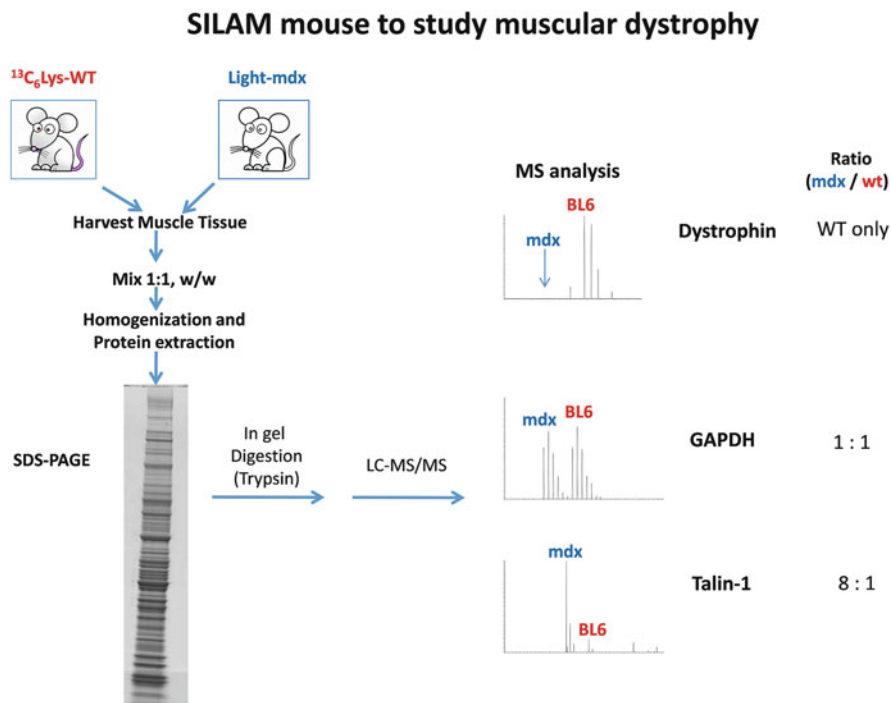 SILAM mouse to study muscular dystrophy
¹³C₆Lys-WT
Light-mdx
Harvest Muscle Tissue
Mix 1:1, w/w
Homogenization and
Protein extraction
SDS-PAGE
In gel
Digestion
(Trypsin)
LC-MS/MS
MS analysis
Ratio
(mdx / wt)
BL6
mdx
Dystrophin
WT only
mdx
BL6
GAPDH
1 : 1
mdx
BL6
Talin-1
8 : 1